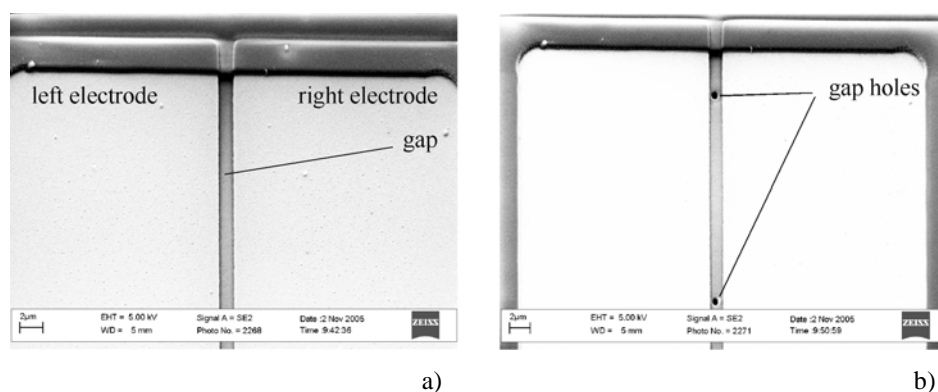 left electrode
right electrode
gap
2µm
EHT = 5.00 kV
WD = 5 mm
Signal A = SE2
Photo No. = 2268
Date :2 Nov 2005
Time :9:42:36
ZEISS
a)
gap holes
2µm
EHT = 5.00 kV
WD = 5 mm
Signal A = SE2
Photo No. = 2271
Date :2 Nov 2005
Time :9:50:59
ZEISS
b)